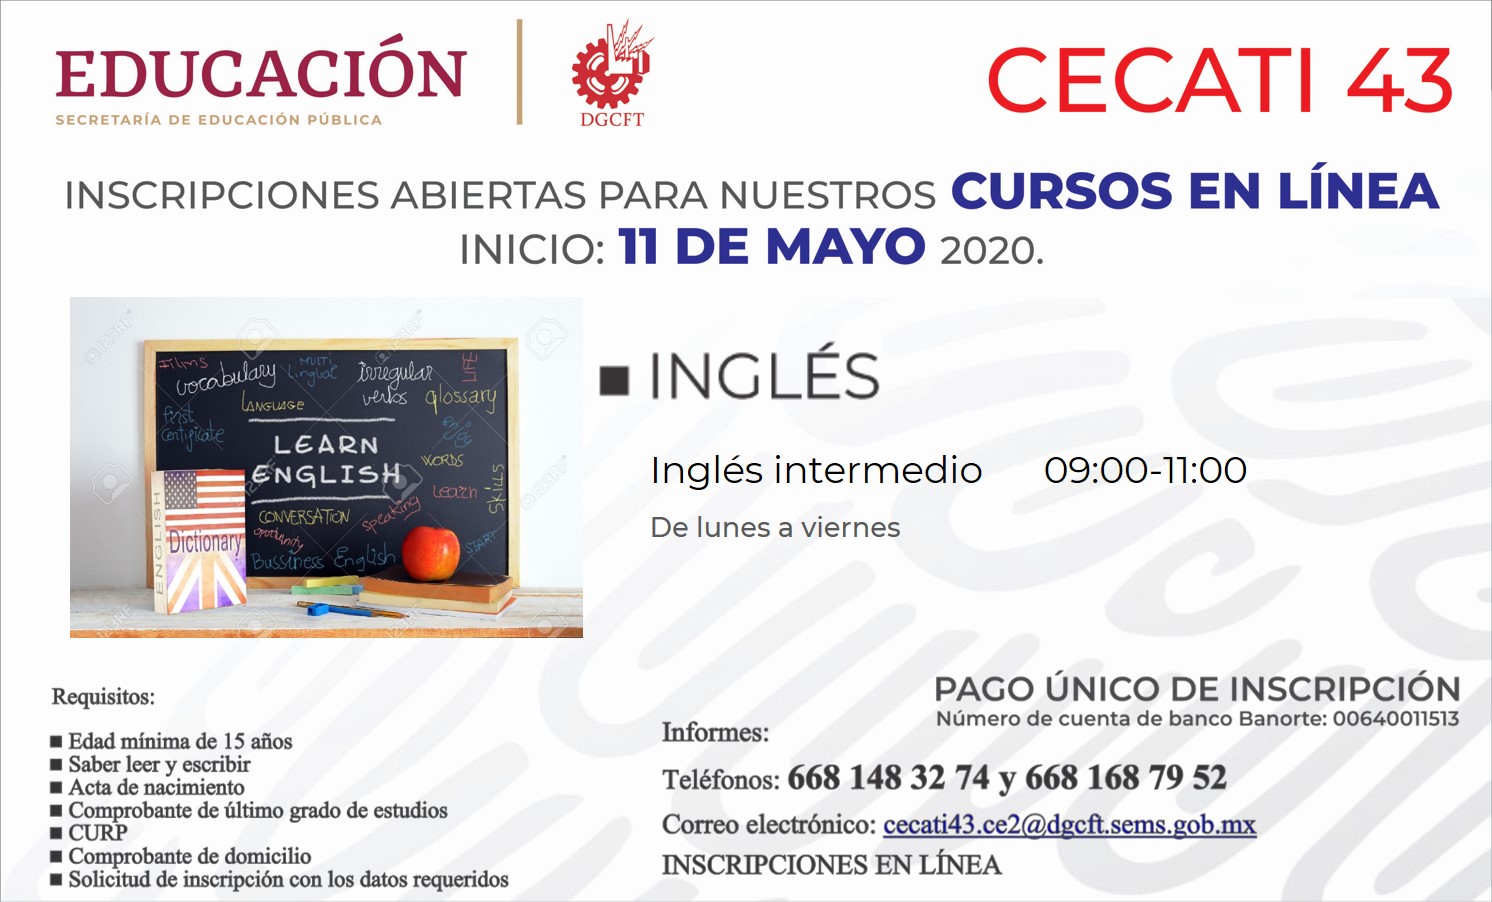 EDUCACIÓN
SECRETARÍA DE EDUCACIÓN PÚBLICA
DGCFT
CECATI 43
INSCRIPCIONES ABIERTAS PARA NUESTROS CURSOS EN LÍNEA
INICIO: 11 DE MAYO 2020.
Films
vocabulary
MULTI
lingual
irregular
verbs
LIFE
LANGUAGE
glossary
first
certificate
LEARN
ENGLISH
WORDS
Learn
Skills
CONVERSATION
speaking
opportunity
START
Bussiness English
ENGLISH
Dictionary
■ INGLÉS
Inglés intermedio 09:00-11:00
De lunes a viernes
Requisitos:
■ Edad mínima de 15 años
■ Saber leer y escribir
■ Acta de nacimiento
■ Comprobante de último grado de estudios
■ CURP
■ Comprobante de domicilio
■ Solicitud de inscripción con los datos requeridos
PAGO ÚNICO DE INSCRIPCIÓN
Número de cuenta de banco Banorte: 00640011513
Informes:
Teléfonos: 668 148 32 74 y 668 168 79 52
Correo electrónico: cecati43.ce2@dgcft.sems.gob.mx
INSCRIPCIONES EN LÍNEA